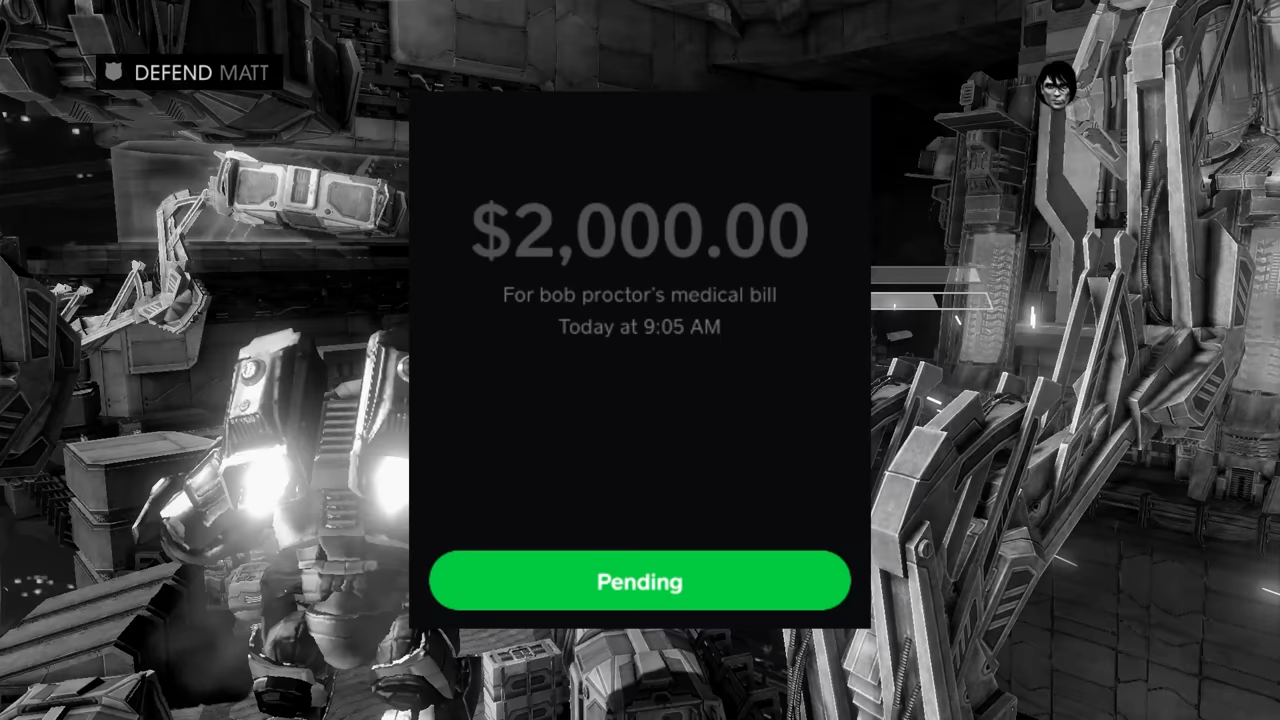 DEFEND MATT
$2,000.00
For bob proctor's medical bill
Today at 9:05 AM
Pending